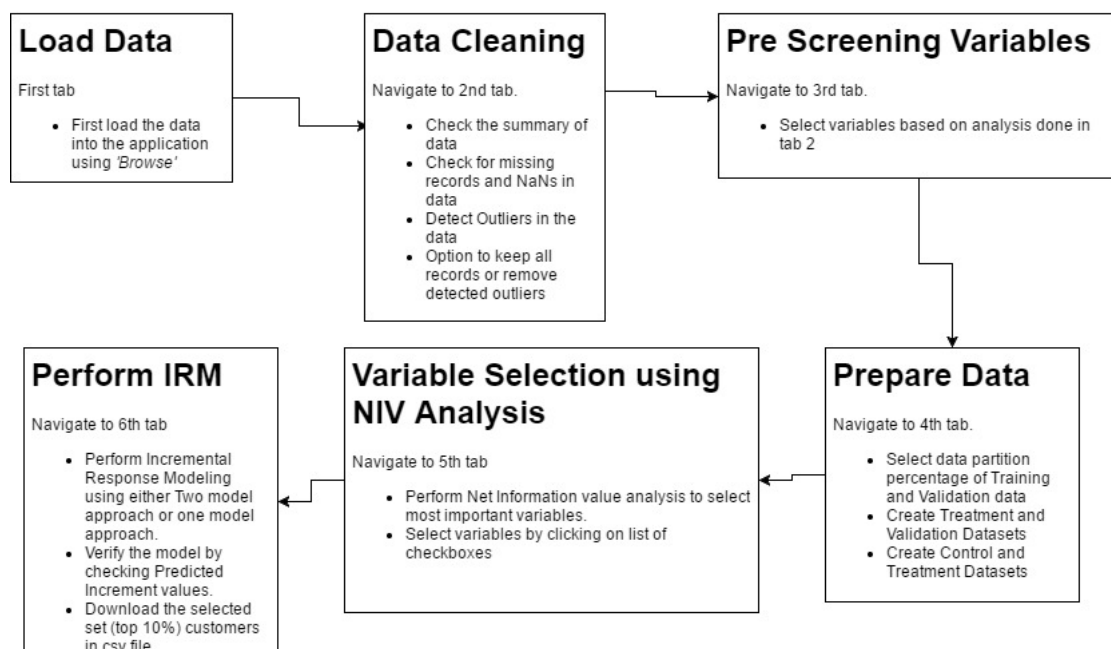 Load Data
First tab
• First load the data
into the application
using 'Browse'
Data Cleaning
Navigate to 2nd tab.
• Check the summary of
data
• Check for missing
records and NaNs in
data
• Detect Outliers in the
data
• Option to keep all
records or remove
detected outliers
Pre Screening Variables
Navigate to 3rd tab.
• Select variables based on analysis done in
tab 2
Prepare Data
Navigate to 4th tab.
• Select data partition
percentage of Training
and Validation data
• Create Treatment and
Validation Datasets
• Create Control and
Treatment Datasets
Variable Selection using
NIV Analysis
Navigate to 5th tab
• Perform Net Information value analysis to select
most important variables.
• Select variables by clicking on list of
checkboxes
Perform IRM
Navigate to 6th tab
• Perform Incremental
Response Modeling
using either Two model
approach or one model
approach.
• Verify the model by
checking Predicted
Increment values.
• Download the selected
set (top 10%) customers
in csv file